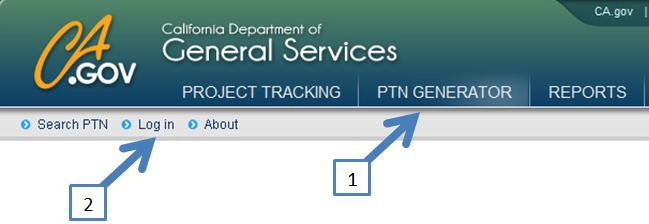 CA.gov |
CA
.GOV
California Department of
General Services
PROJECT TRACKING PTN GENERATOR REPORTS
Search PTN Log in About
1
2